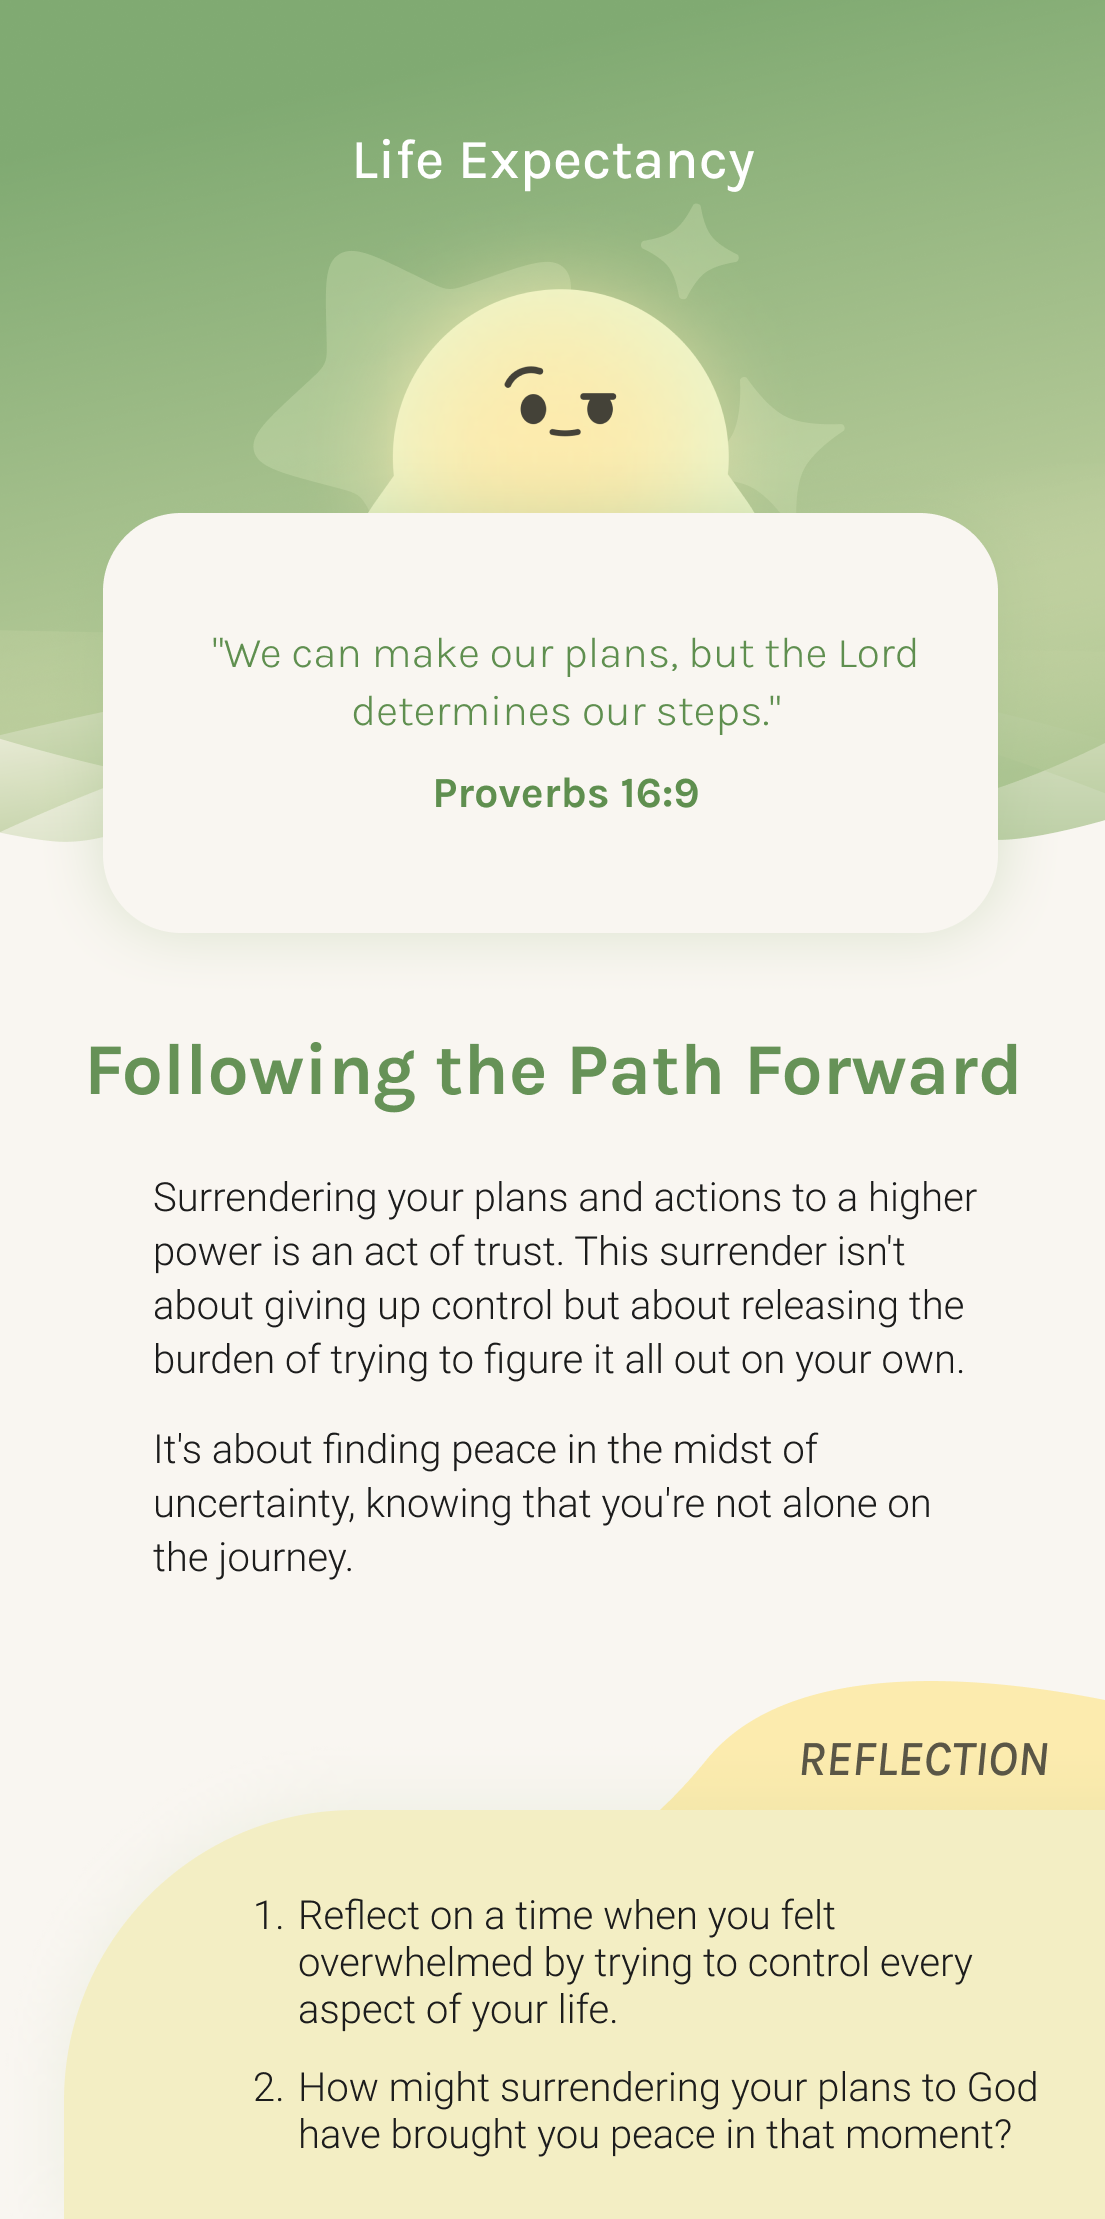 Life Expectancy
"We can make our plans, but the Lord
determines our steps."
Proverbs 16:9
Following the Path Forward
Surrendering your plans and actions to a higher
power is an act of trust. This surrender isn't
about giving up control but about releasing the
burden of trying to figure it all out on your own.
It's about finding peace in the midst of
uncertainty, knowing that you're not alone on
the journey.
REFLECTION
1. Reflect on a time when you felt
overwhelmed by trying to control every
aspect of your life.
2. How might surrendering your plans to God
have brought you peace in that moment?